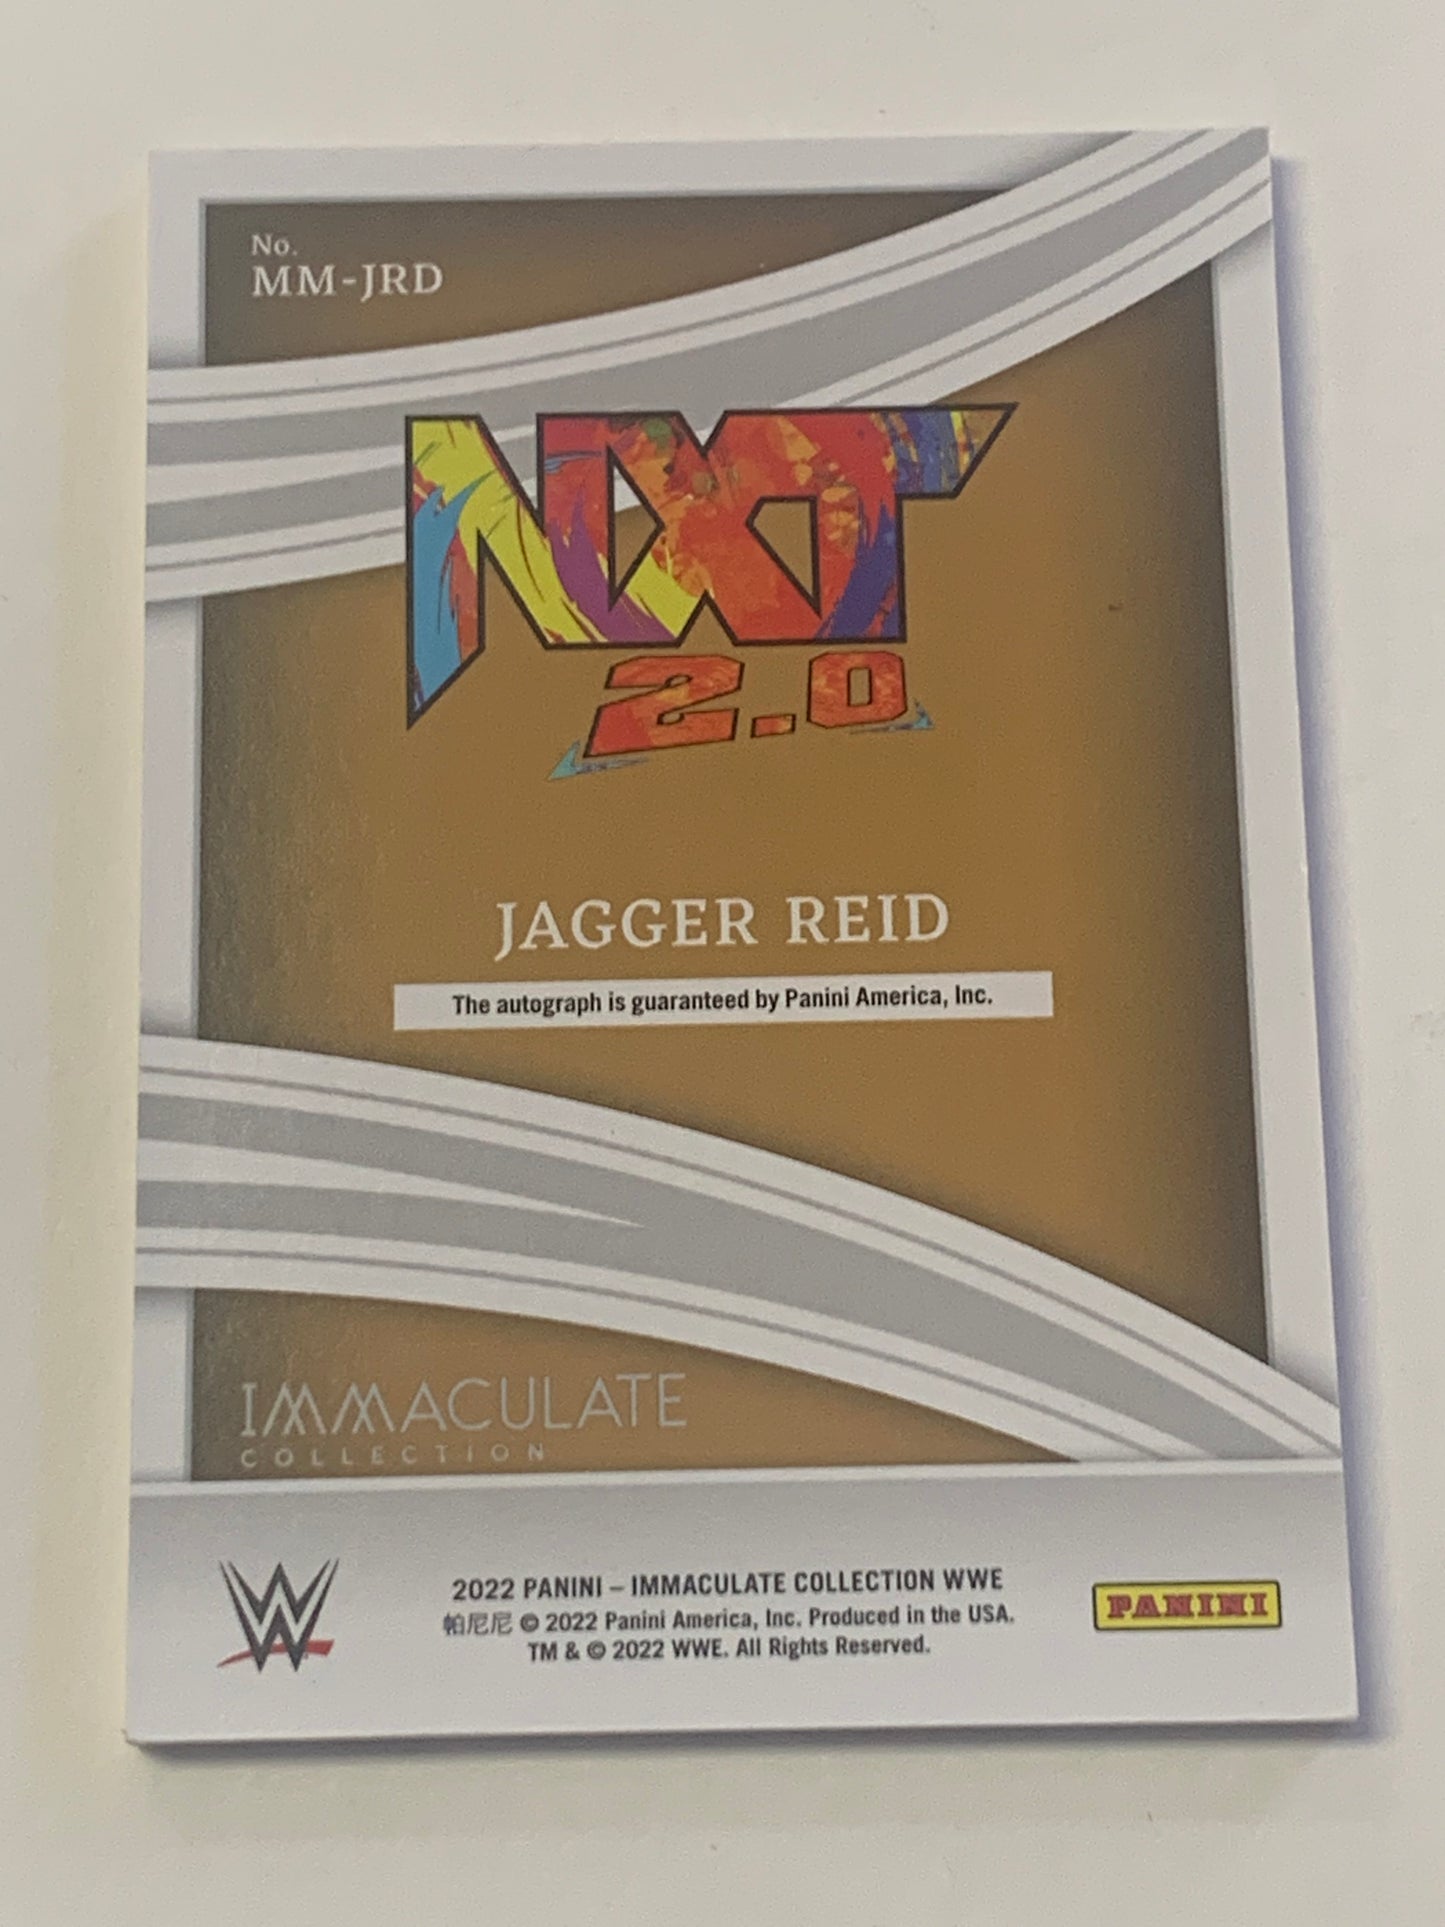 No.
MM-JRD
NXT
2.0
JAGGER REID
The autograph is guaranteed by Panini America, Inc.
IMMACULATE
COLLECTION
W
2022 PANINI – IMMACULATE COLLECTION WWE
帕尼尼 © 2022 Panini America, Inc. Produced in the USA.
TM & © 2022 WWE. All Rights Reserved.
PANINI